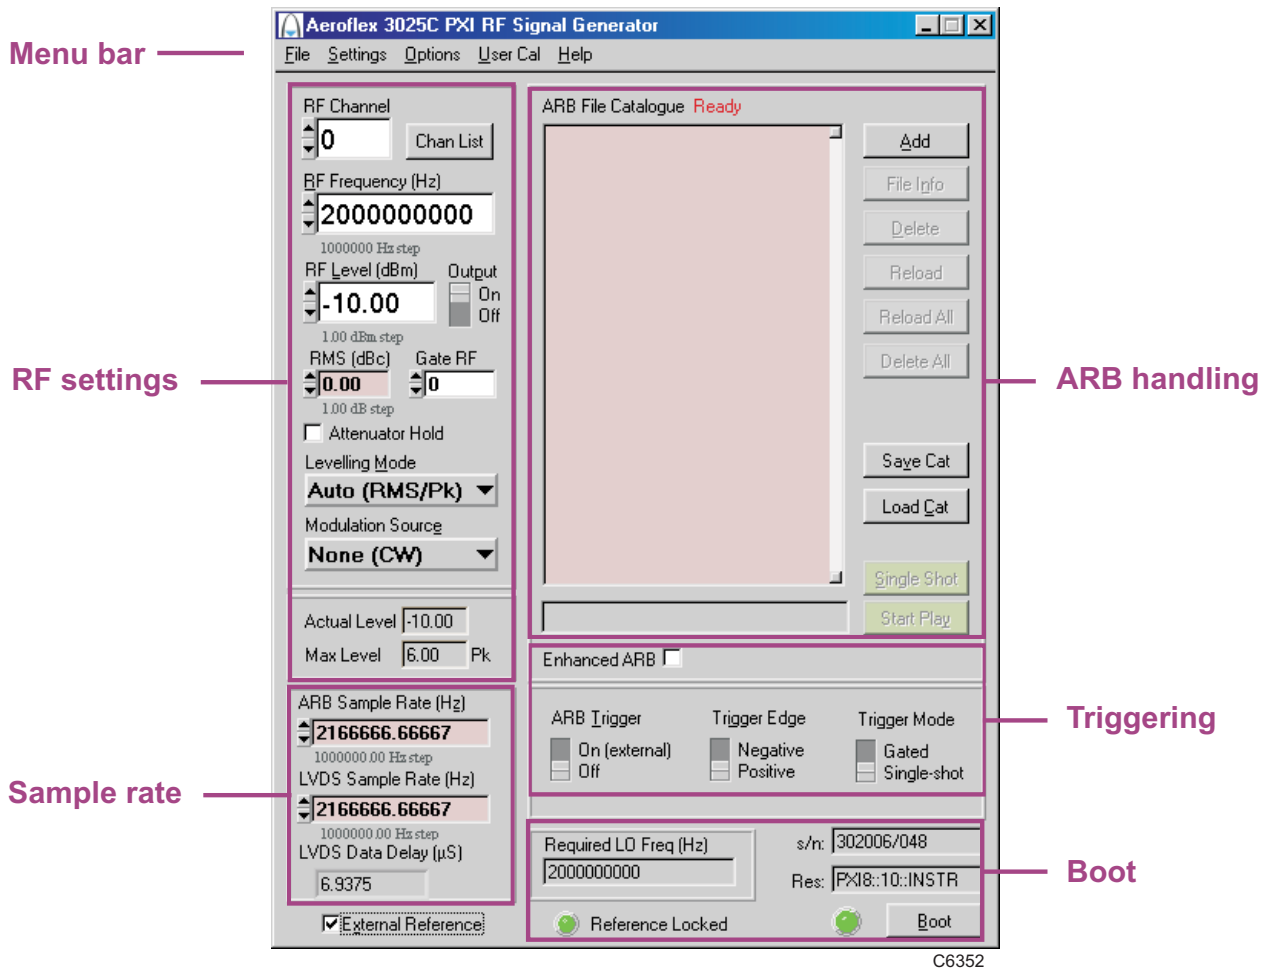 Aeroflex 3025C PXI RF Signal Generator
Menu bar
File Settings Options User Cal Help
RF Channel
0
Chan List
RF Frequency (Hz)
2000000000
1000000 Hz step
RF Level (dBm)
Output
-10.00
On
Off
1.00 dBm step
RMS (dBc)
Gate RF
0.00
0
1.00 dB step
RF settings
Attenuator Hold
Levelling Mode
Auto (RMS/Pk)
Modulation Source
None (CW)
Actual Level -10.00
Max Level 6.00 Pk
ARB Sample Rate (Hz)
2166666.66667
1000000.00 Hz step
LVDS Sample Rate (Hz)
Sample rate
2166666.66667
1000000.00 Hz step
LVDS Data Delay (µS)
6.9375
External Reference
ARB File Catalogue Ready
Add
File Info
Delete
Reload
Reload All
Delete All
ARB handling
Save Cat
Load Cat
Single Shot
Start Play
Enhanced ARB
ARB Trigger
Trigger Edge
Trigger Mode
Triggering
On (external)
Off
Negative
Positive
Gated
Single-shot
Required LO Freq (Hz)
2000000000
s/n: 302006/048
Res: PXI8::10::INSTR
Boot
Reference Locked
Boot
C6352